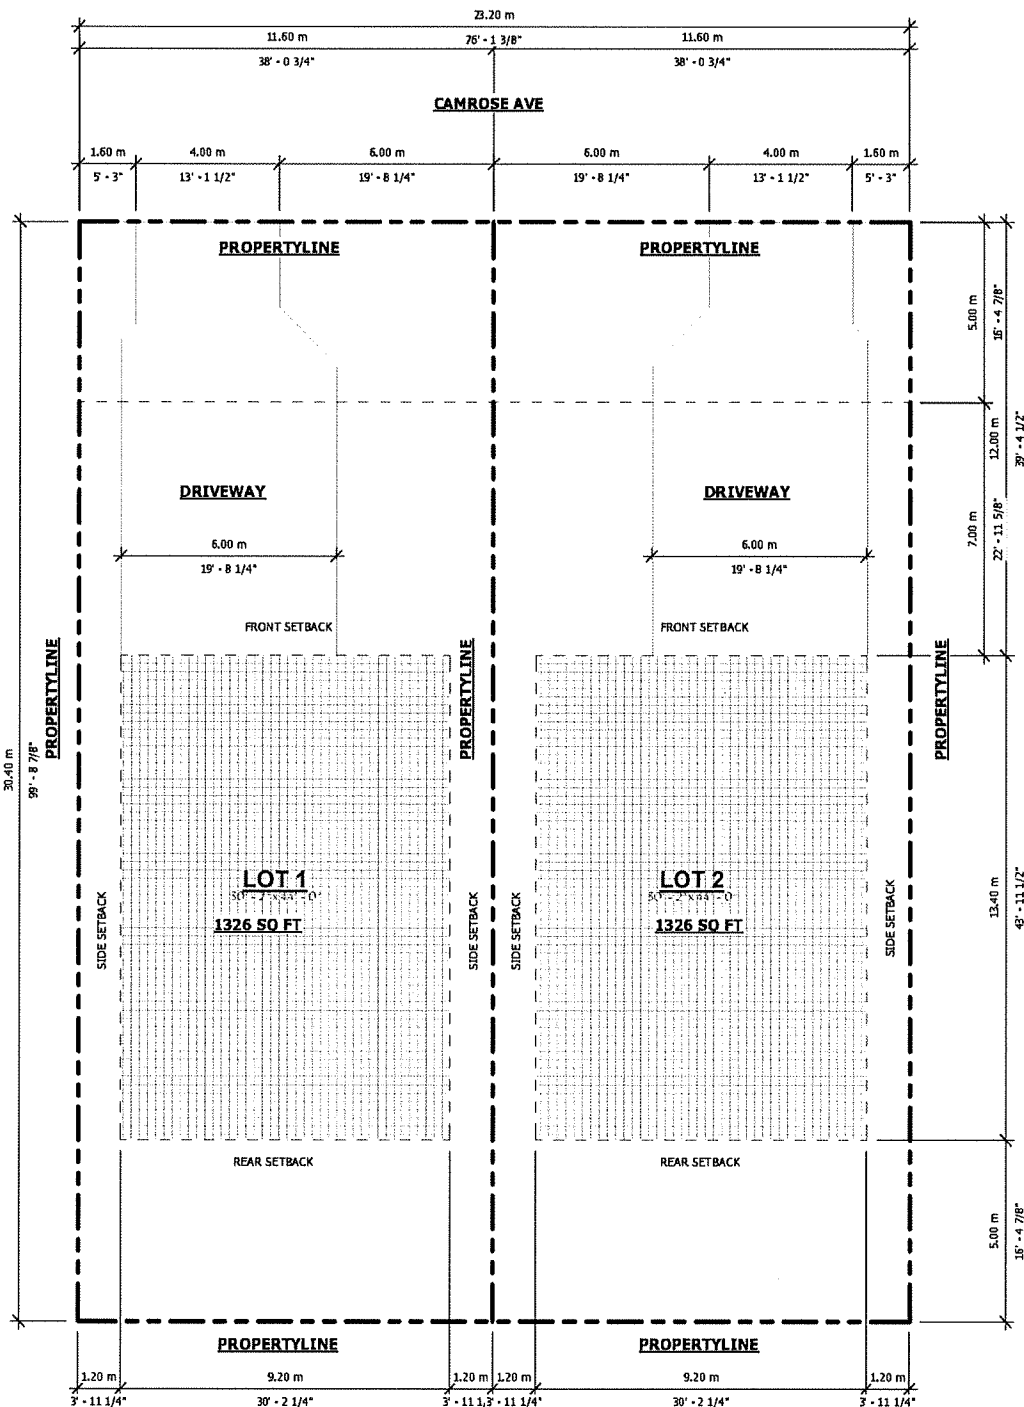 23.20 m
11.60 m
76' - 1 3/8"
11.60 m
38' - 0 3/4"
38' - 0 3/4"
CAMROSE AVE
1.60 m
4.00 m
6.00 m
6.00 m
4.00 m
1.60 m
5' - 3"
13' - 1 1/2"
19' - 8 1/4"
19' - 8 1/4"
13' - 1 1/2"
5' - 3"
PROPERTYLINE
PROPERTYLINE
5.00 m
16' - 4 7/8"
12.00 m
39' - 4 1/2"
DRIVEWAY
DRIVEWAY
7.00 m
22' - 11 5/8"
6.00 m
19' - 8 1/4"
6.00 m
19' - 8 1/4"
FRONT SETBACK
FRONT SETBACK
PROPERTYLINE
PROPERTYLINE
PROPERTYLINE
30.40 m
99' - 8 7/8"
LOT 1
30' - 2" x 44' - 0"
1326 SQ FT
LOT 2
30' - 2" x 44' - 0"
1326 SQ FT
SIDE SETBACK
SIDE SETBACK
SIDE SETBACK
SIDE SETBACK
13.40 m
43' - 11 1/2"
REAR SETBACK
REAR SETBACK
5.00 m
16' - 4 7/8"
PROPERTYLINE
PROPERTYLINE
1.20 m
9.20 m
1.20 m
1.20 m
9.20 m
1.20 m
3' - 11 1/4"
30' - 2 1/4"
3' - 11 1/
3' - 11 1/4"
30' - 2 1/4"
3' - 11 1/4"